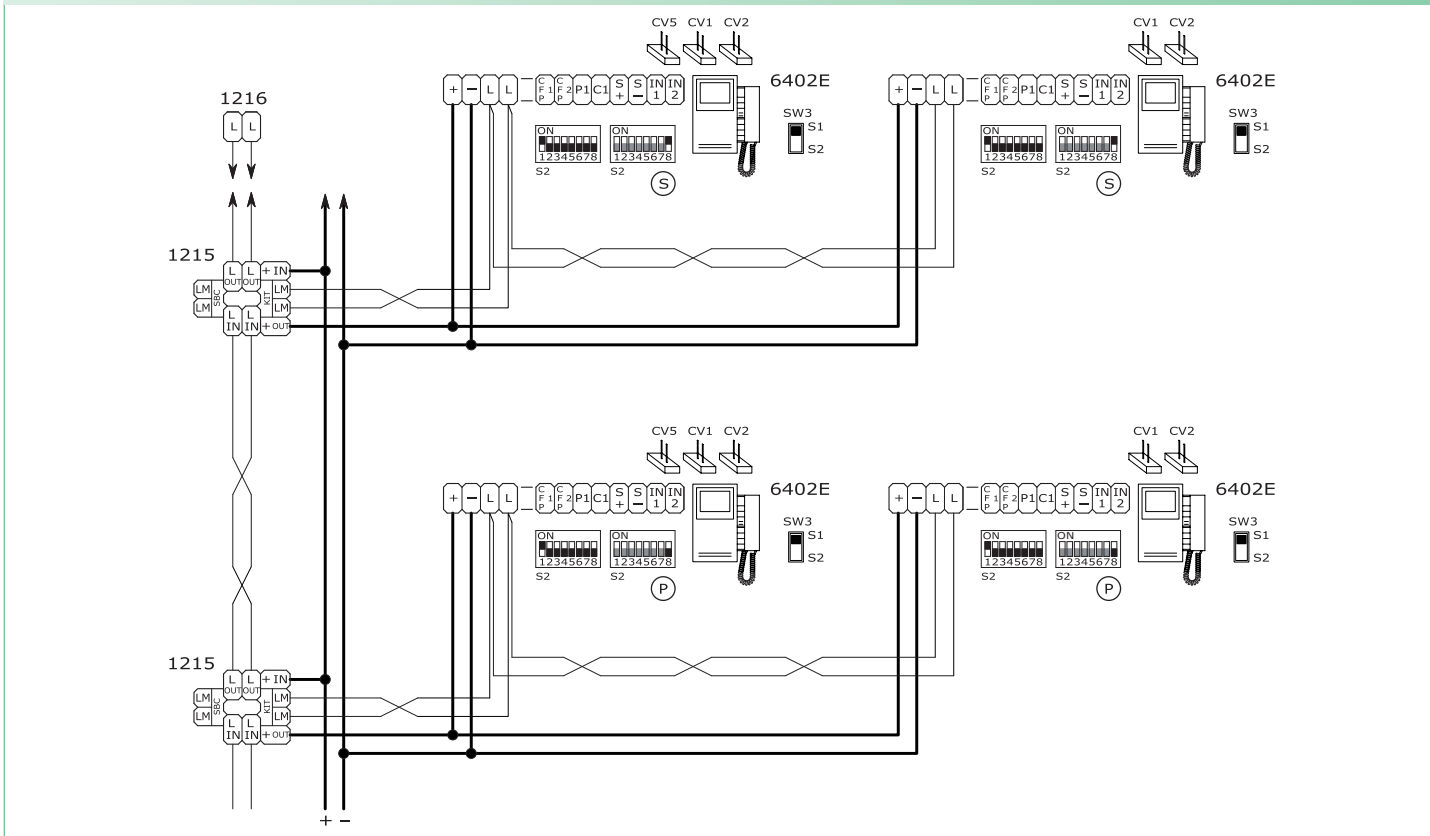 CV5 CV1 CV2
CV1 CV2
1216
L L
+ − L L CFP1 CFP2 P1 C1 S+ S− IN1 IN2
6402E
SW3
S1
S2
ON
12345678
S2
ON
12345678
S2
S
+ − L L CFP1 CFP2 P1 C1 S+ S− IN1 IN2
6402E
SW3
S1
S2
ON
12345678
S2
ON
12345678
S2
S
1215
L OUT L OUT + IN
LM SBC KIT LM
LM LM
L IN L IN + OUT
CV5 CV1 CV2
CV1 CV2
+ − L L CFP1 CFP2 P1 C1 S+ S− IN1 IN2
6402E
SW3
S1
S2
ON
12345678
S2
ON
12345678
S2
P
+ − L L CFP1 CFP2 P1 C1 S+ S− IN1 IN2
6402E
SW3
S1
S2
ON
12345678
S2
ON
12345678
S2
P
1215
L OUT L OUT + IN
LM SBC KIT LM
LM LM
L IN L IN + OUT
+ −